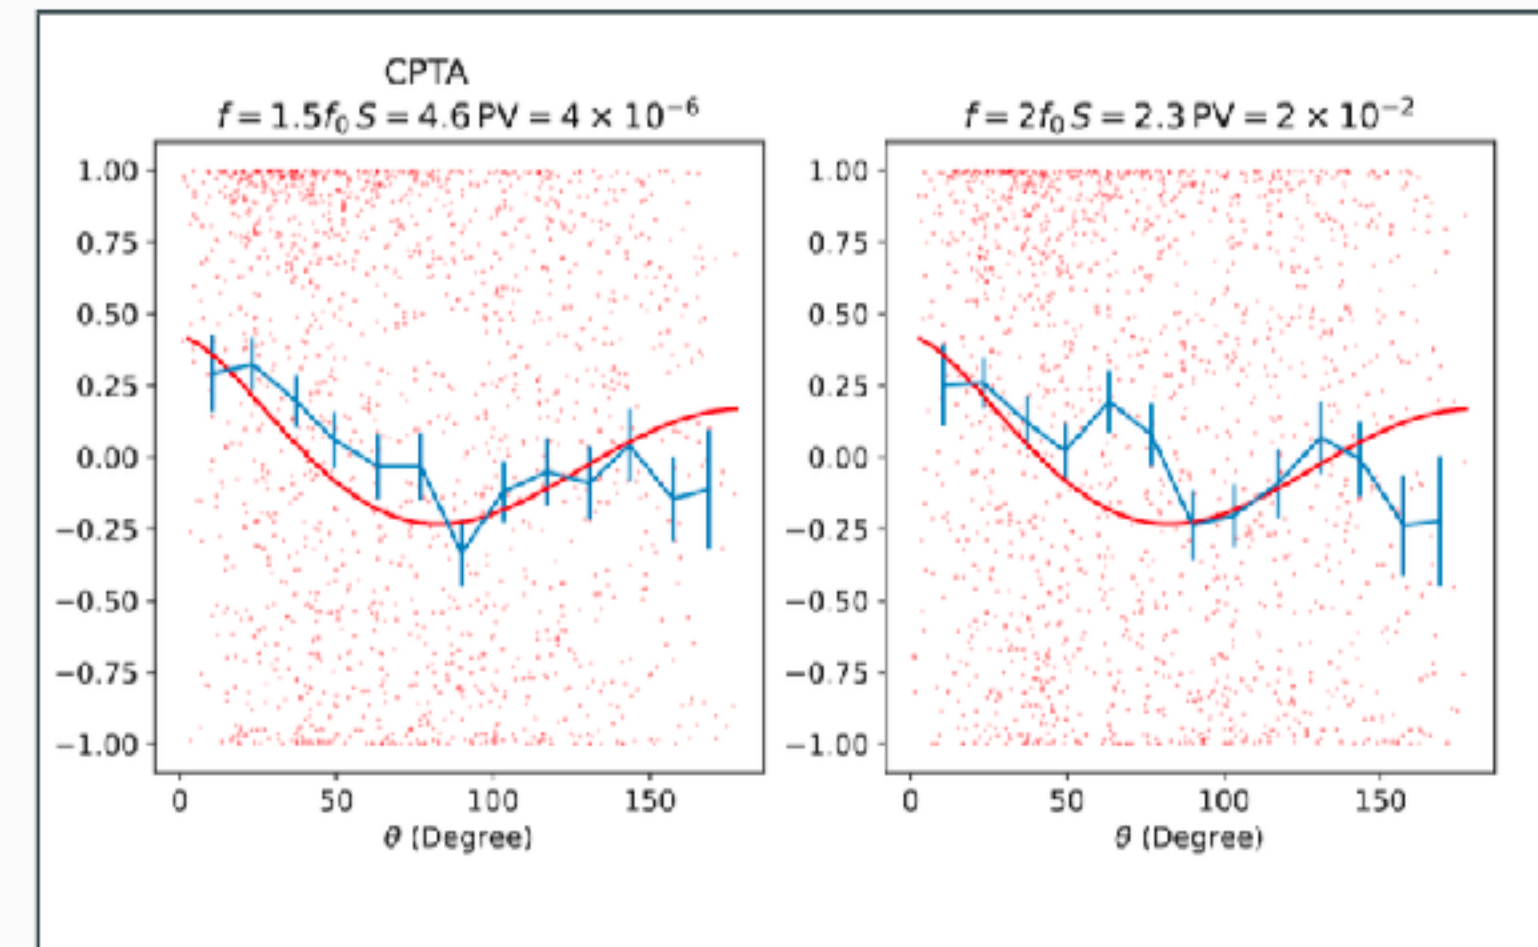 CPTA
f = 1.5f₀ S = 4.6 PV = 4 × 10⁻⁶
1.00
0.75
0.50
0.25
0.00
−0.25
−0.50
−0.75
−1.00
0 50 100 150
θ (Degree)
f = 2f₀ S = 2.3 PV = 2 × 10⁻²
1.00
0.75
0.50
0.25
0.00
−0.25
−0.50
−0.75
−1.00
0 50 100 150
θ (Degree)